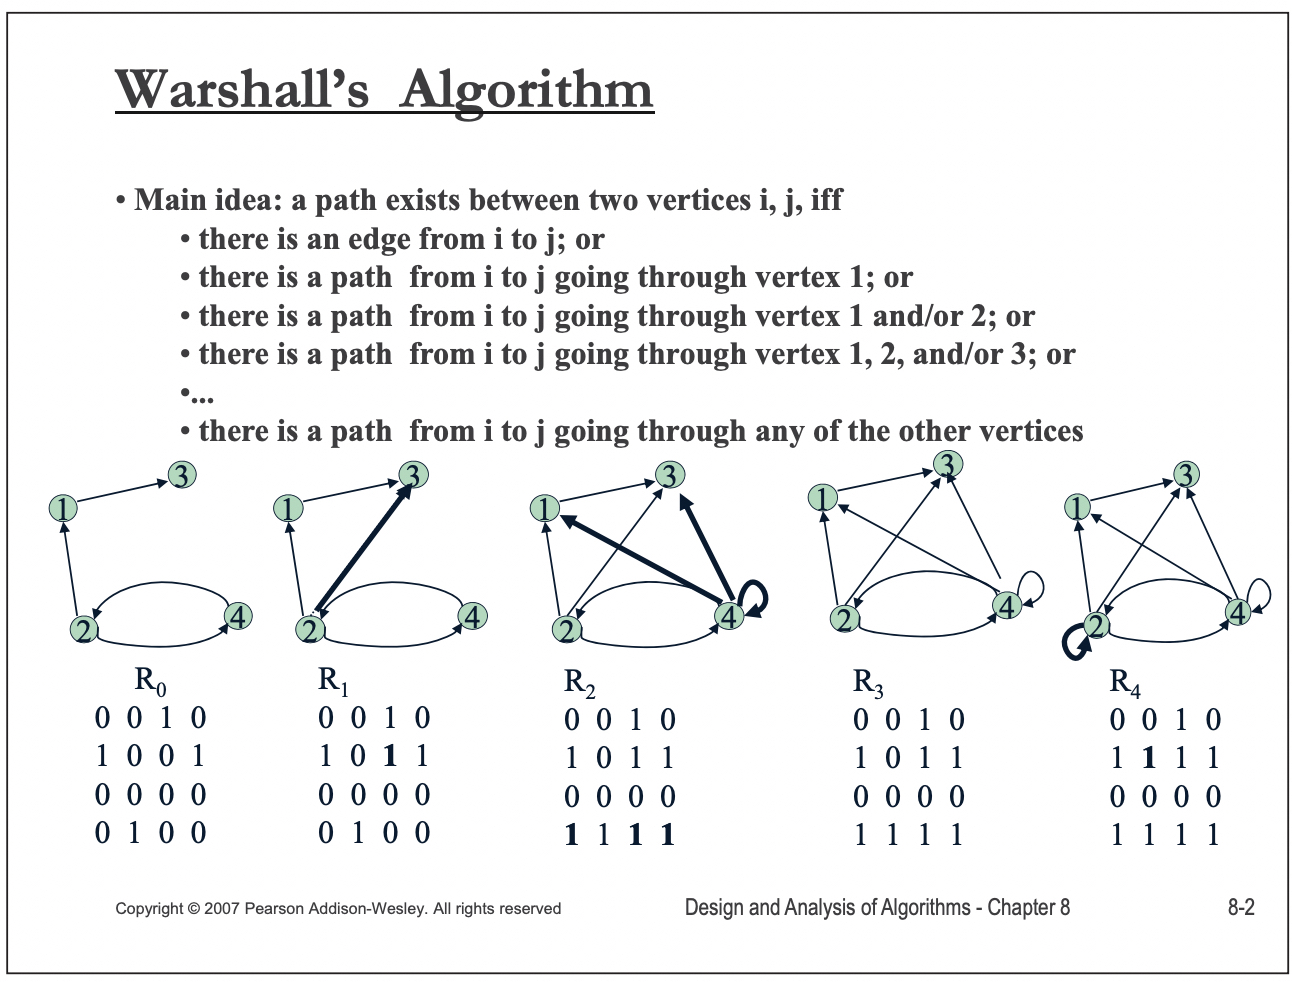 Warshall's Algorithm
• Main idea: a path exists between two vertices i, j, iff
• there is an edge from i to j; or
• there is a path from i to j going through vertex 1; or
• there is a path from i to j going through vertex 1 and/or 2; or
• there is a path from i to j going through vertex 1, 2, and/or 3; or
•...
• there is a path from i to j going through any of the other vertices
3 3 3 3 3
1 1 1 1 1
2 4 2 4 2 4 2 4 2 4
R0 R1 R2 R3 R4
0 0 1 0 0 0 1 0 0 0 1 0 0 0 1 0 0 0 1 0
1 0 0 1 1 0 1 1 1 0 1 1 1 0 1 1 1 1 1 1
0 0 0 0 0 0 0 0 0 0 0 0 0 0 0 0 0 0 0 0
0 1 0 0 0 1 0 0 1 1 1 1 1 1 1 1 1 1 1 1
Copyright © 2007 Pearson Addison-Wesley. All rights reserved Design and Analysis of Algorithms - Chapter 8 8-2